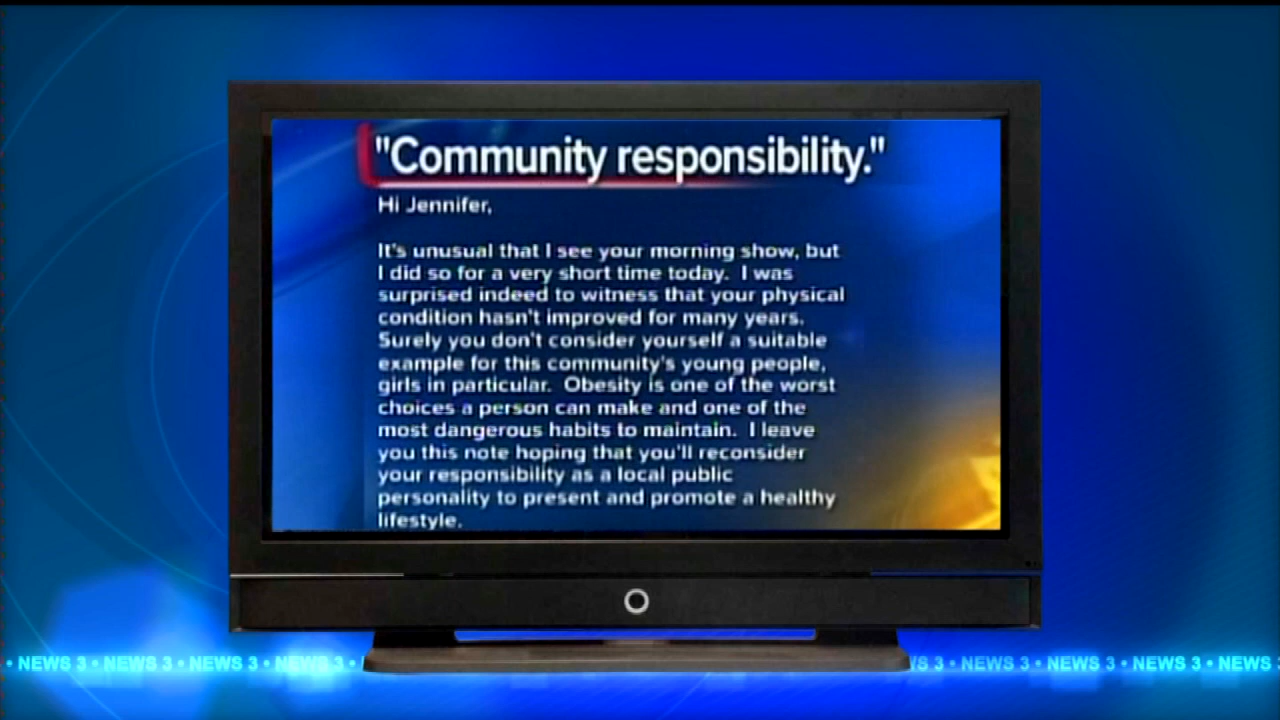 "Community responsibility."
Hi Jennifer,
It's unusual that I see your morning show, but
I did so for a very short time today.  I was
surprised indeed to witness that your physical
condition hasn't improved for many years.
Surely you don't consider yourself a suitable
example for this community's young people,
girls in particular.  Obesity is one of the worst
choices a person can make and one of the
most dangerous habits to maintain.  I leave
you this note hoping that you'll reconsider
your responsibility as a local public
personality to present and promote a healthy
lifestyle.
• NEWS 3 • NEWS 3 • NEWS 3 • NEWS 3 • S 3 • NEWS 3 • NEWS 3 • NEWS 3 • NEWS